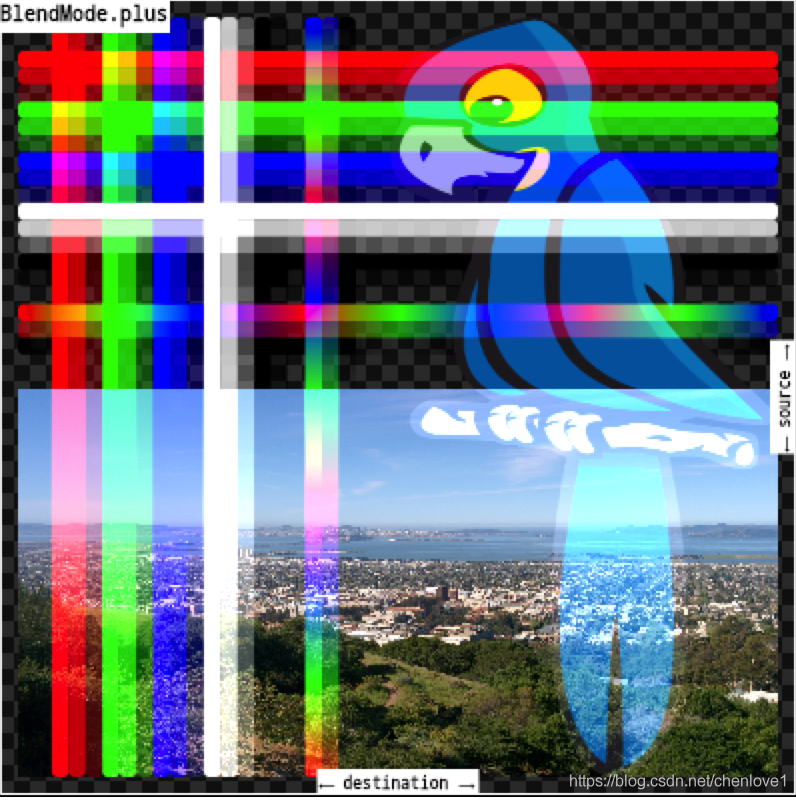 BlendMode.plus
← source →
← destination →
https://blog.csdn.net/chenlove1